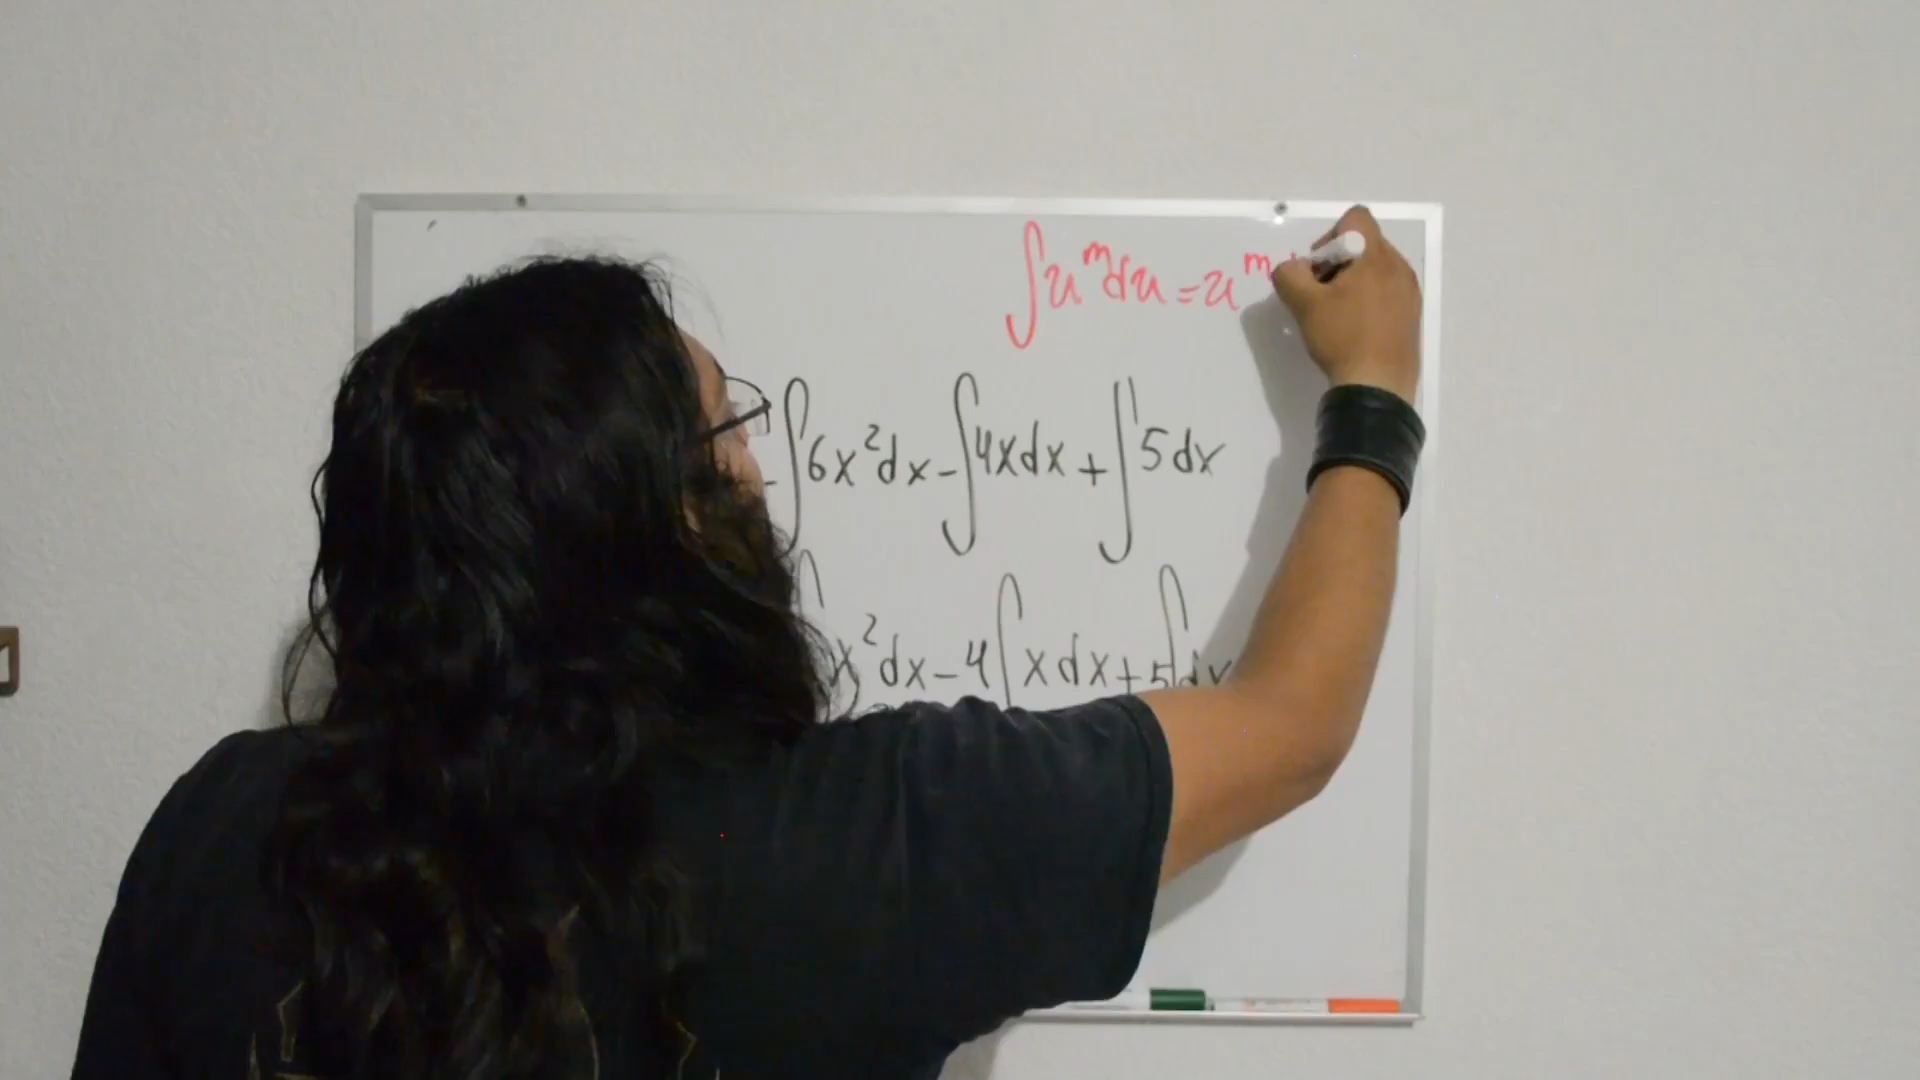 ∫u^m du = u^m
- ∫6x²dx - ∫4xdx + ∫5dx
x²dx - 4∫xdx + 5∫dx